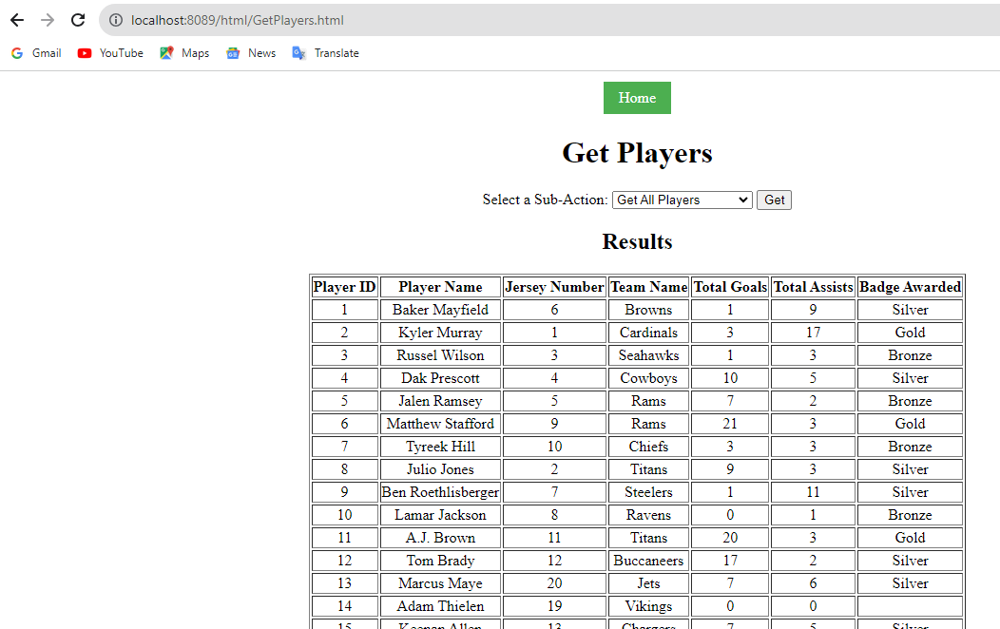 localhost:8089/html/GetPlayers.html
Gmail YouTube Maps News Translate
Home
Get Players
Select a Sub-Action: Get All Players Get
Results
Player ID Player Name Jersey Number Team Name Total Goals Total Assists Badge Awarded
1 Baker Mayfield 6 Browns 1 9 Silver
2 Kyler Murray 1 Cardinals 3 17 Gold
3 Russel Wilson 3 Seahawks 1 3 Bronze
4 Dak Prescott 4 Cowboys 10 5 Silver
5 Jalen Ramsey 5 Rams 7 2 Bronze
6 Matthew Stafford 9 Rams 21 3 Gold
7 Tyreek Hill 10 Chiefs 3 3 Bronze
8 Julio Jones 2 Titans 9 3 Silver
9 Ben Roethlisberger 7 Steelers 1 11 Silver
10 Lamar Jackson 8 Ravens 0 1 Bronze
11 A.J. Brown 11 Titans 20 3 Gold
12 Tom Brady 12 Buccaneers 17 2 Silver
13 Marcus Maye 20 Jets 7 6 Silver
14 Adam Thielen 19 Vikings 0 0
15 Keenan Allen 13 Chargers 7 5 Silver